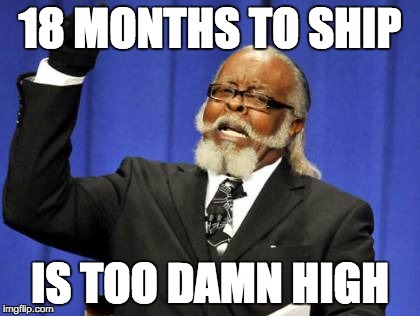 18 MONTHS TO SHIP
IS TOO DAMN HIGH
imgflip.com